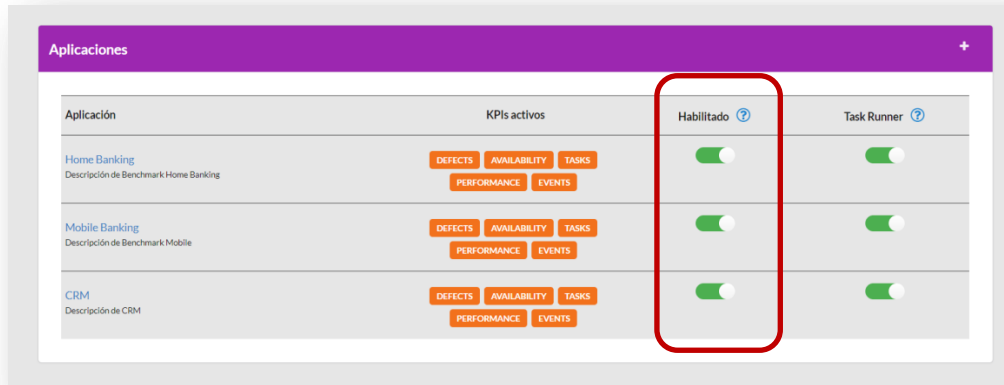 Aplicaciones +
Aplicación KPIs activos Habilitado ? Task Runner ?
Home Banking
Descripción de Benchmark Home Banking
DEFECTS AVAILABILITY TASKS
PERFORMANCE EVENTS
Mobile Banking
Descripción de Benchmark Mobile
DEFECTS AVAILABILITY TASKS
PERFORMANCE EVENTS
CRM
Descripción de CRM
DEFECTS AVAILABILITY TASKS
PERFORMANCE EVENTS